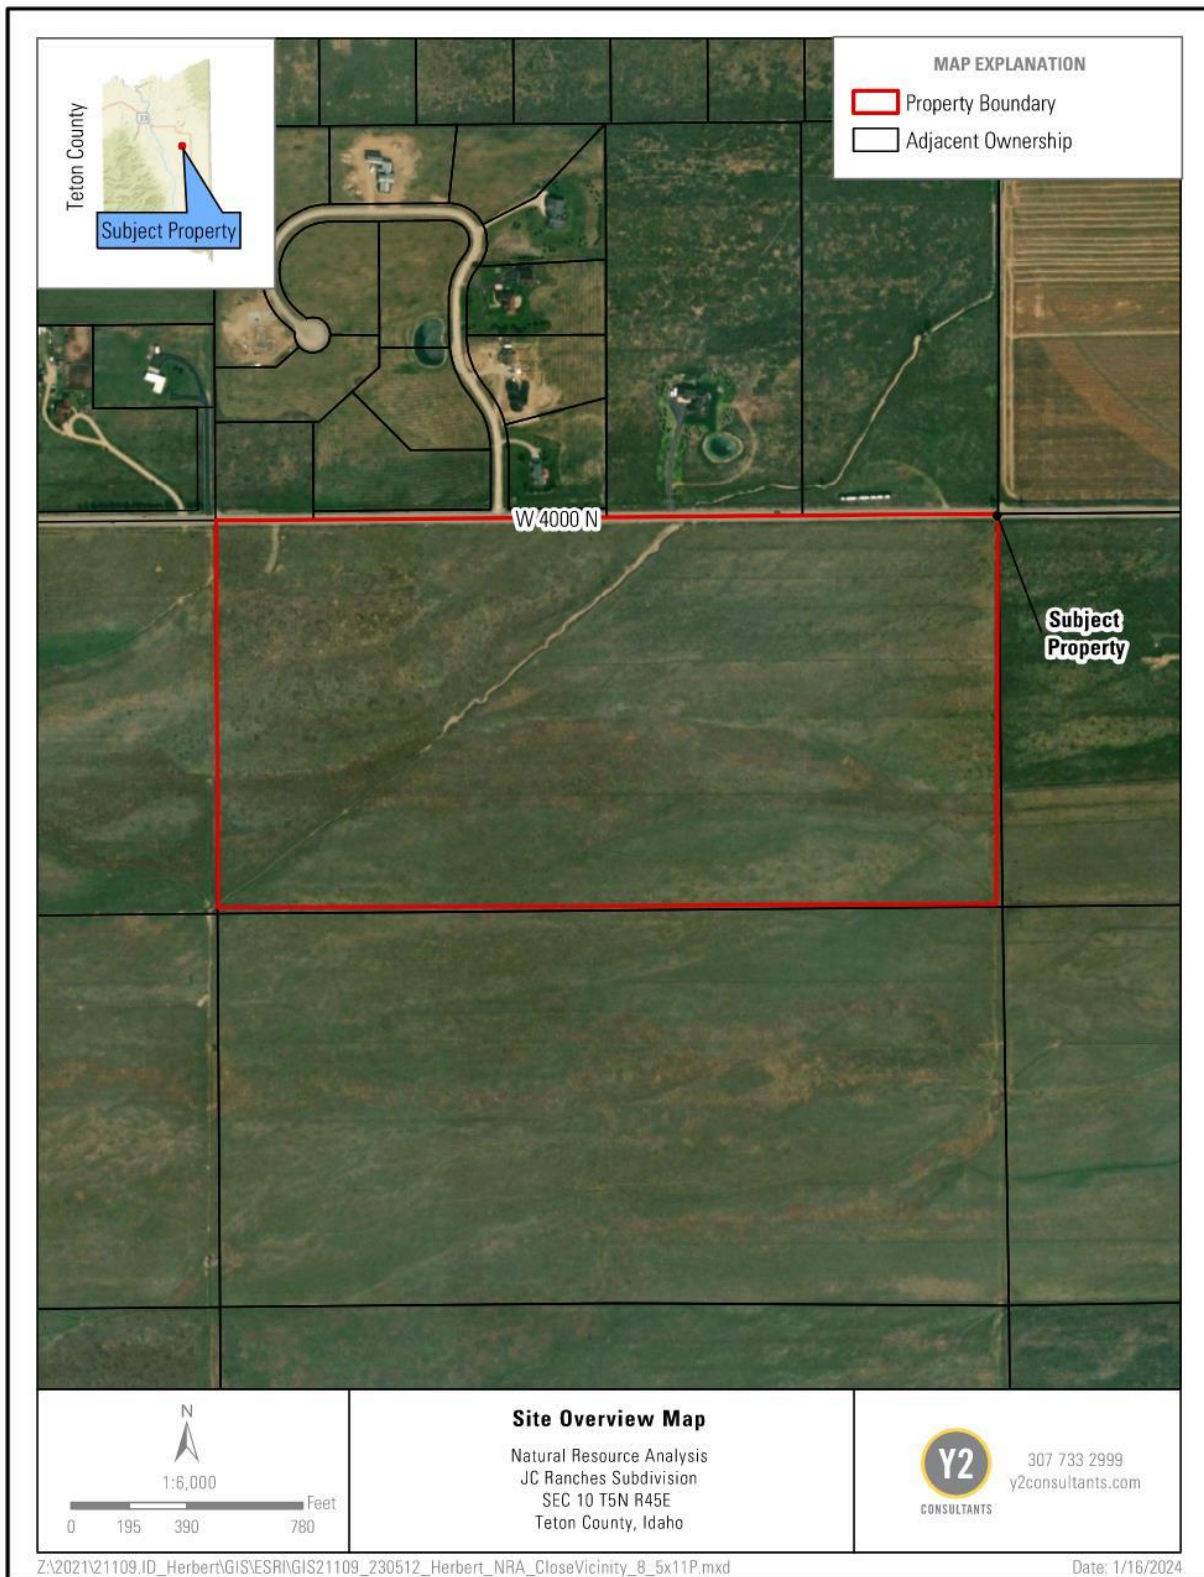 Teton County
33
Subject Property
MAP EXPLANATION
Property Boundary
Adjacent Ownership
W 4000 N
Subject
Property
N
1:6,000
Feet
0 195 390 780
Site Overview Map
Natural Resource Analysis
JC Ranches Subdivision
SEC 10 T5N R45E
Teton County, Idaho
Y2
CONSULTANTS
307 733 2999
y2consultants.com
Z:\2021\21109.ID_Herbert\GIS\ESRI\GIS21109_230512_Herbert_NRA_CloseVicinity_8_5x11P.mxd
Date: 1/16/2024